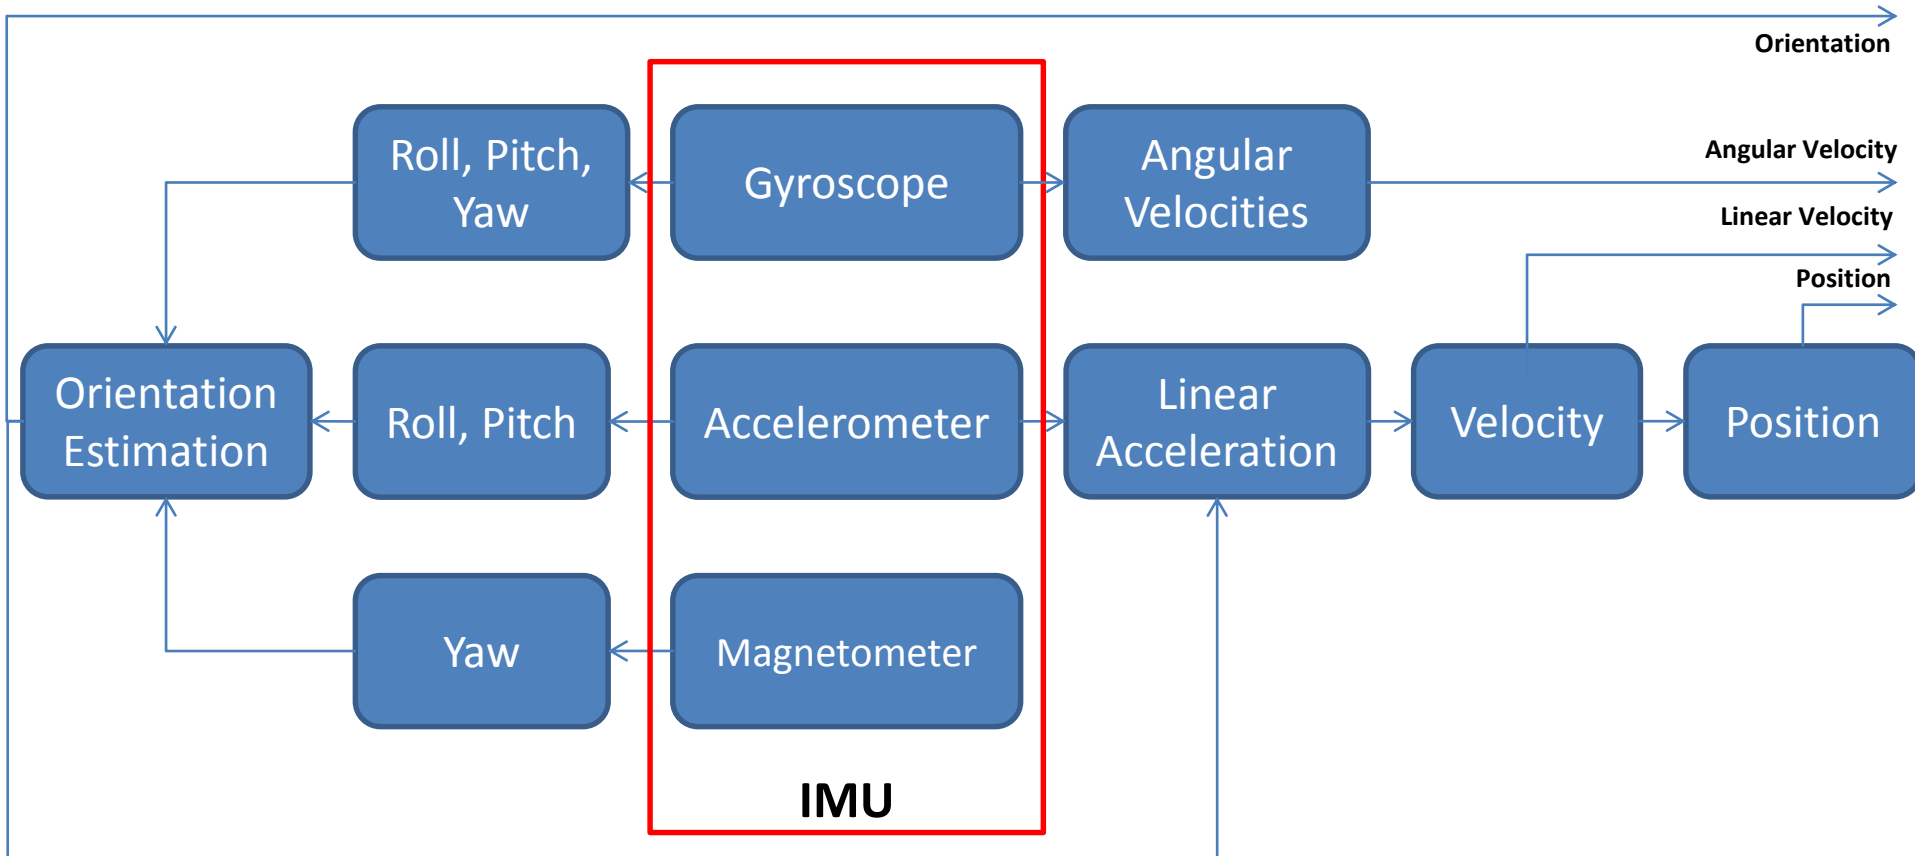 Orientation
Roll, Pitch,
Yaw
Gyroscope
Angular
Velocities
Angular Velocity
Linear Velocity
Position
Orientation
Estimation
Roll, Pitch
Accelerometer
Linear
Acceleration
Velocity
Position
Yaw
Magnetometer
IMU